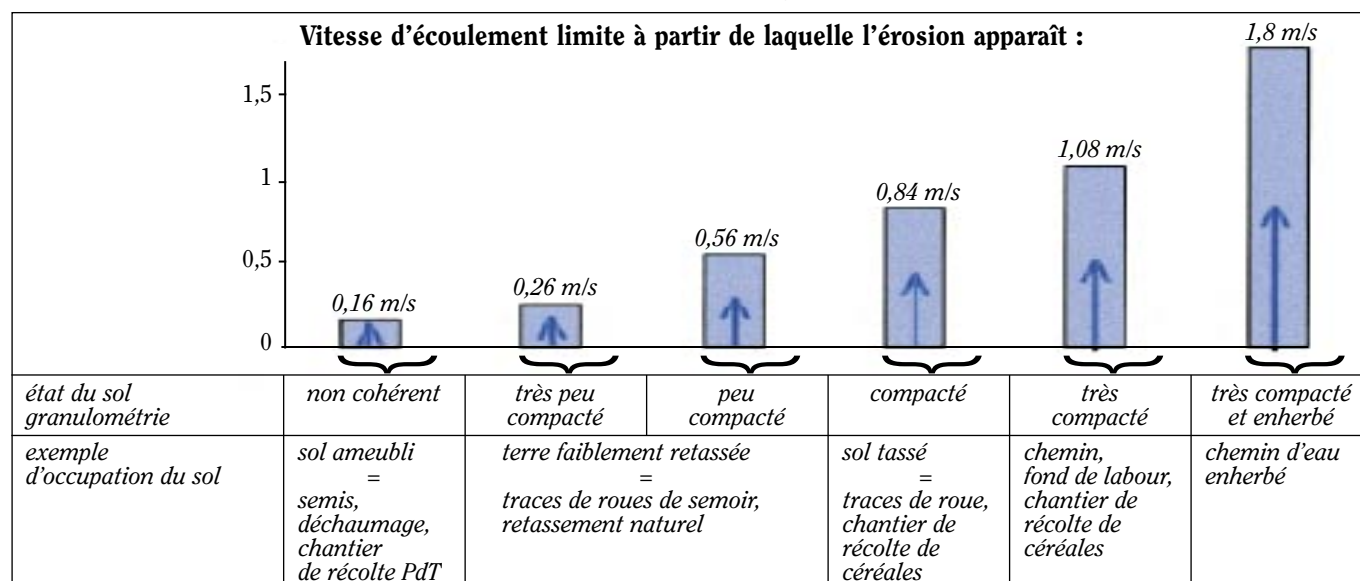 Vitesse d'écoulement limite à partir de laquelle l'érosion apparaît :
1,8 m/s
1,5
1,08 m/s
1
0,84 m/s
0,56 m/s
0,5
0,26 m/s
0,16 m/s
0
état du sol
granulométrie
non cohérent
très peu
compacté
peu
compacté
compacté
très
compacté
très compacté
et enherbé
exemple
d'occupation du sol
sol ameubli
=
semis,
déchaumage,
chantier
de récolte PdT
terre faiblement retassée
=
traces de roues de semoir,
retassement naturel
sol tassé
=
traces de roue,
chantier de
récolte de
céréales
chemin,
fond de labour,
chantier de
récolte de
céréales
chemin d'eau
enherbé